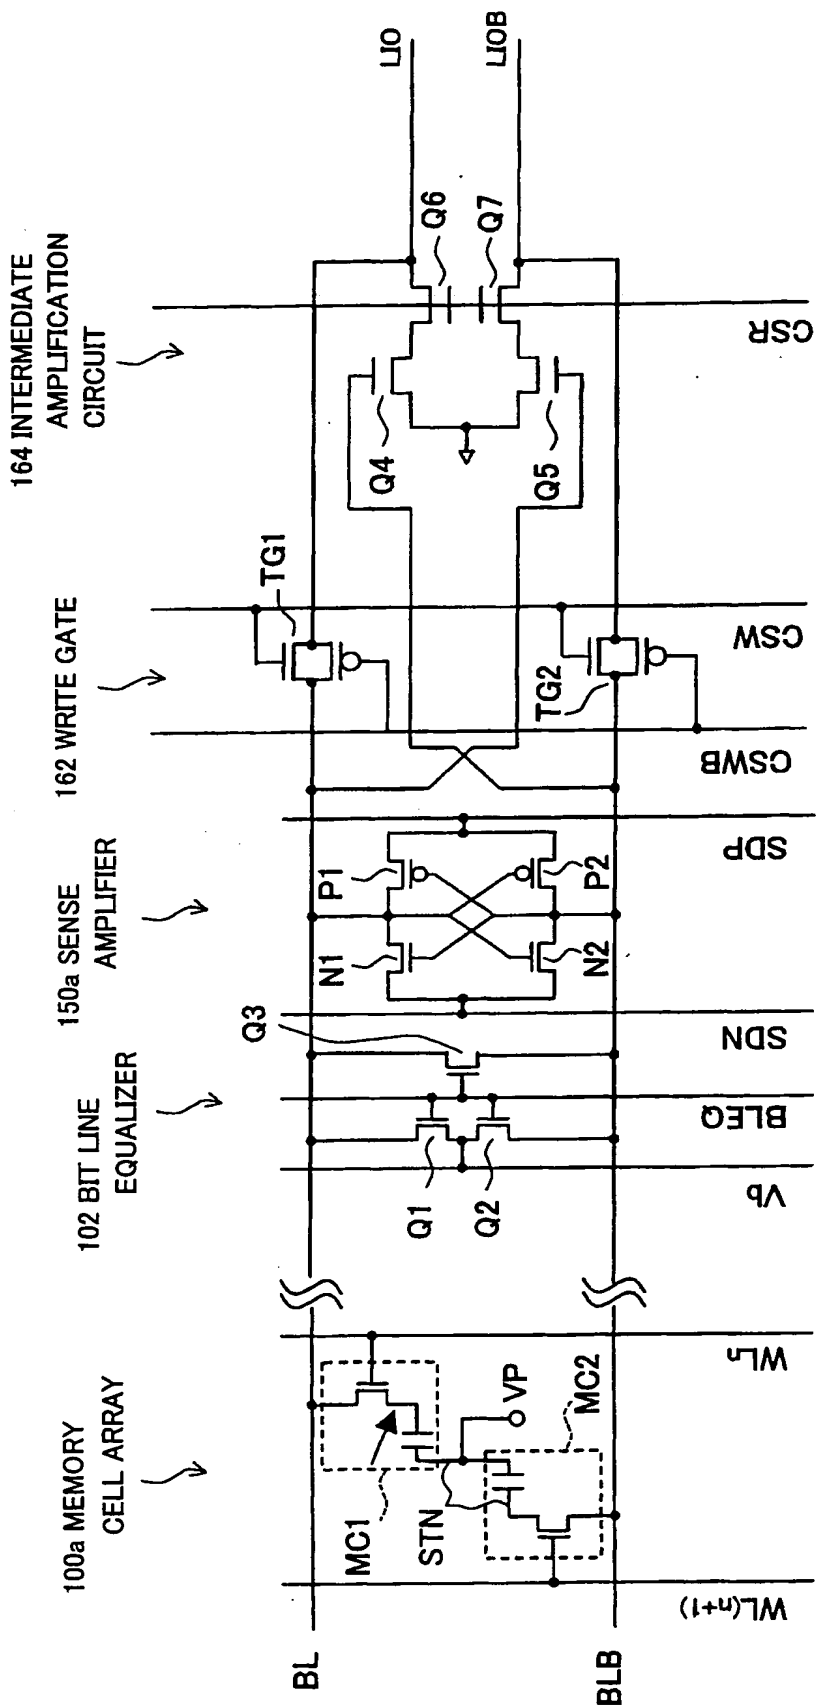 100a MEMORY
CELL ARRAY
102 BIT LINE
EQUALIZER
150a SENSE
AMPLIFIER
162 WRITE GATE
164 INTERMEDIATE
AMPLIFICATION
CIRCUIT
BL
BLB
MC1
STN
VP
MC2
Q1
Q2
Q3
N1
P1
N2
P2
TG1
TG2
Q4
Q5
Q6
Q7
LIO
LIOB
WL(n+1)
WLn
Vb
BLEQ
SDN
SDP
CSWB
CSW
CSR